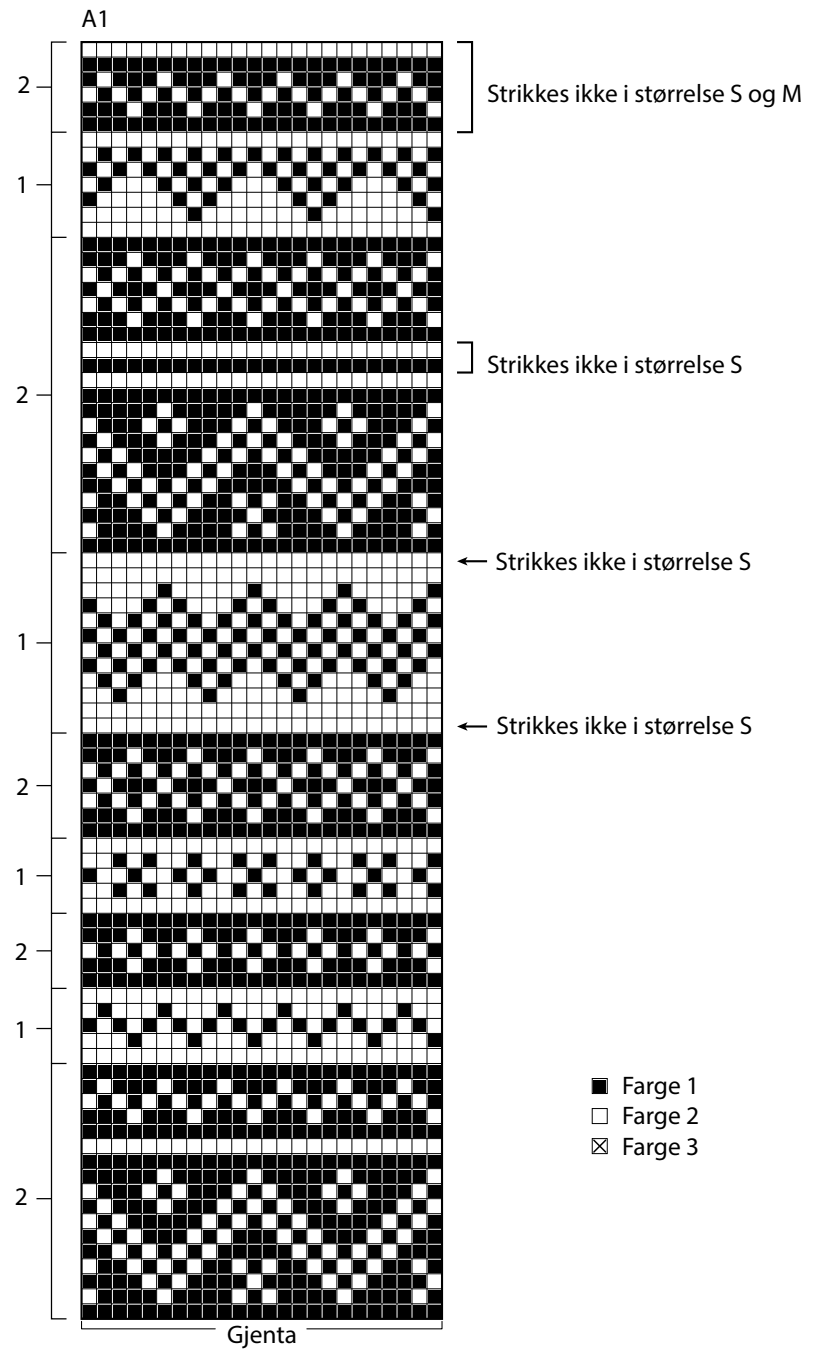 A1
2
Strikkes ikke i størrelse S og M
1
Strikkes ikke i størrelse S
2
Strikkes ikke i størrelse S
1
Strikkes ikke i størrelse S
2
1
2
1
Farge 1
Farge 2
Farge 3
2
Gjenta